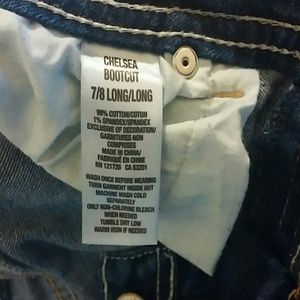 CHELSEA
BOOTCUT
7/8 LONG/LONG
99% COTTON/COTON
1% SPANDEX/SPANDEX
EXCLUSIVE OF DECORATION/
GARNITURES NON
COMPRISES
MADE IN CHINA/
FABRIQUÉ EN CHINE
RN 121726 CA 53201
WASH ONCE BEFORE WEARING
TURN GARMENT INSIDE OUT
MACHINE WASH COLD
SEPARATELY
ONLY NON-CHLORINE BLEACH
WHEN NEEDED
TUMBLE DRY LOW
WARM IRON IF NEEDED